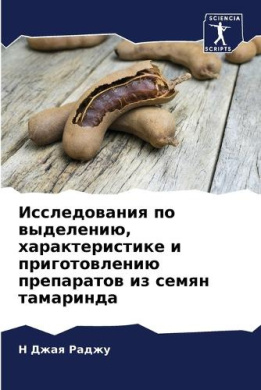 SCIENCIA
SCRIPTS
Исследования по
выделению,
характеристике и
приготовлению
препаратов из семян
тамаринда
Н Джая Раджу